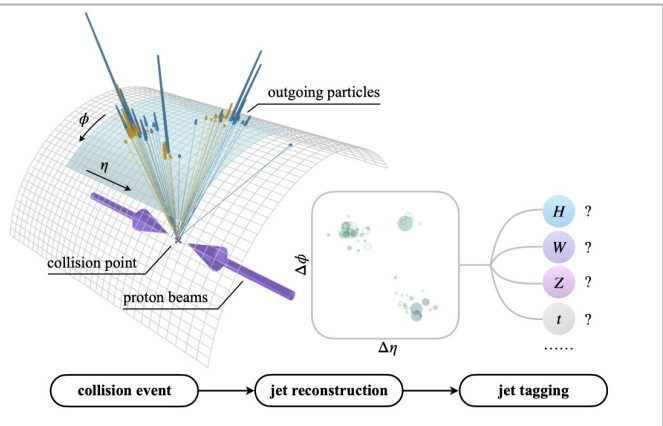 outgoing particles
ϕ
η
collision point
proton beams
Δϕ
Δη
H ?
W ?
Z ?
t ?
......
collision event
jet reconstruction
jet tagging